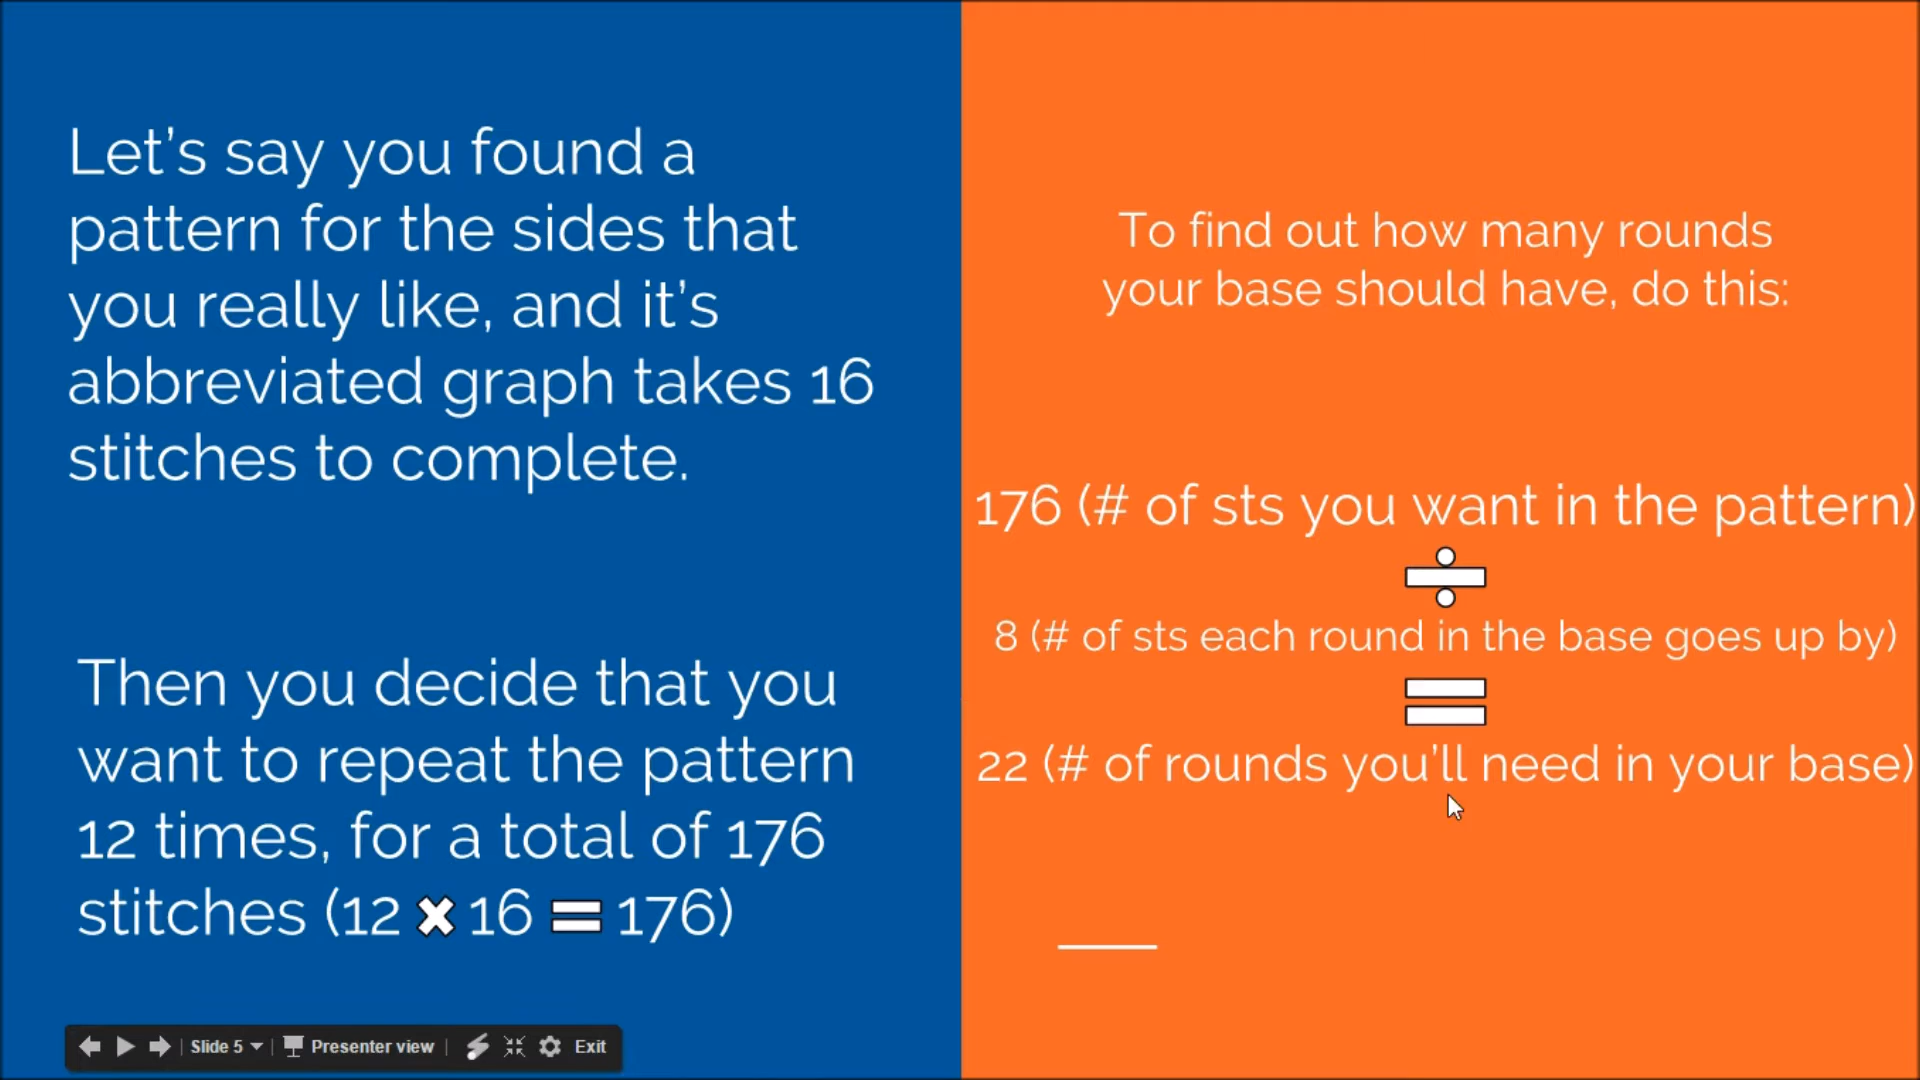 Let's say you found a
pattern for the sides that
you really like, and it's
abbreviated graph takes 16
stitches to complete.
Then you decide that you
want to repeat the pattern
12 times, for a total of 176
stitches (12 ✖ 16 = 176)
To find out how many rounds
your base should have, do this:
176 (# of sts you want in the pattern)
÷
8 (# of sts each round in the base goes up by)
=
22 (# of rounds you'll need in your base)
Slide 5 Presenter view Exit